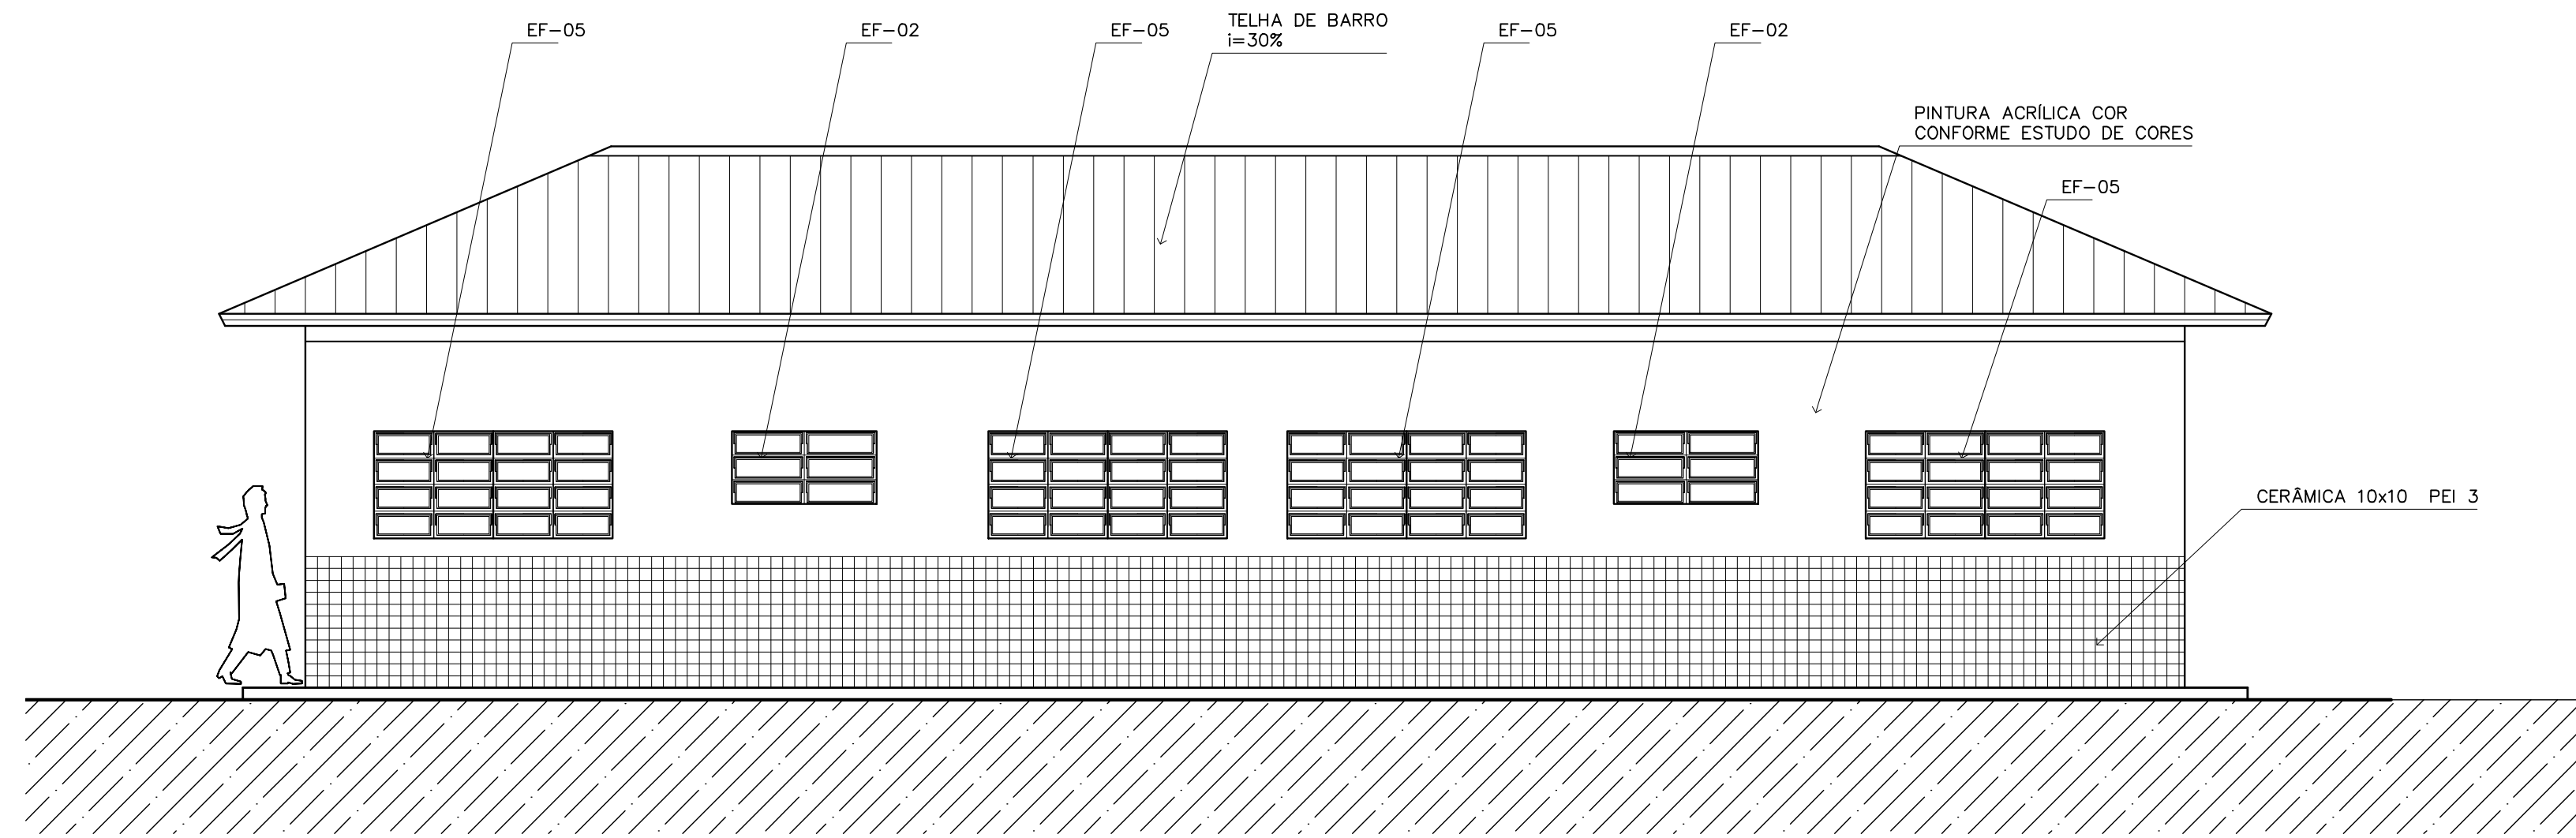 EF-05
EF-02
EF-05
TELHA DE BARRO
i=30%
EF-05
EF-02
PINTURA ACRÍLICA COR
CONFORME ESTUDO DE CORES
EF-05
CERÂMICA 10x10 PEI 3